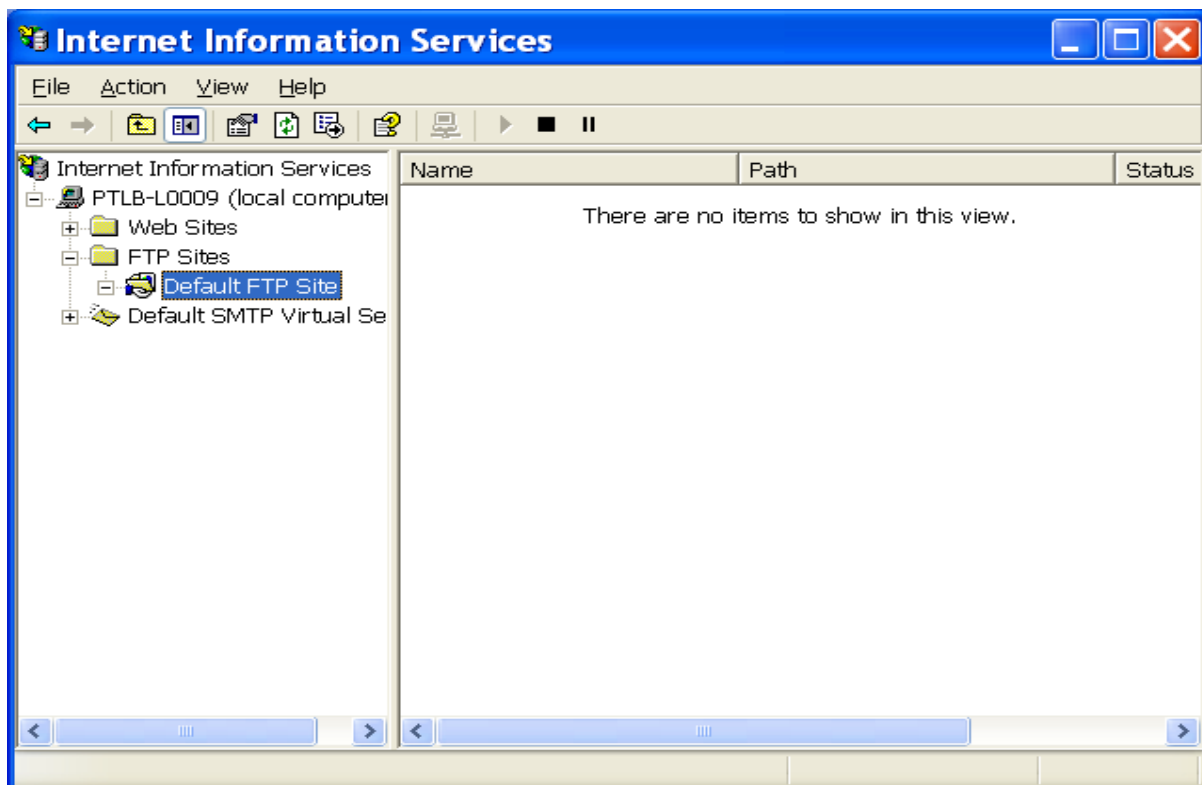 Internet Information Services
File Action View Help
Internet Information Services
PTLB-L0009 (local computer
Web Sites
FTP Sites
Default FTP Site
Default SMTP Virtual Se
Name Path Status
There are no items to show in this view.